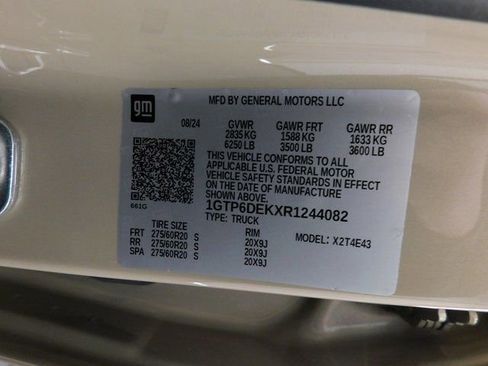 gm
MFD BY GENERAL MOTORS LLC
08/24 GVWR GAWR FRT GAWR RR
2835 KG 1588 KG 1633 KG
6250 LB 3500 LB 3600 LB
THIS VEHICLE CONFORMS TO ALL
APPLICABLE U.S. FEDERAL MOTOR
VEHICLE SAFETY STANDARDS IN EFFECT
ON THE DATE OF MANUFACTURE
SHOWN ABOVE.
661G 1GTP6DEKXR1244082
TYPE: TRUCK
TIRE SIZE RIM MODEL: X2T4E43
FRT 275/60R20 S 20X9J
RR 275/60R20 S 20X9J
SPA 275/60R20 S 20X9J